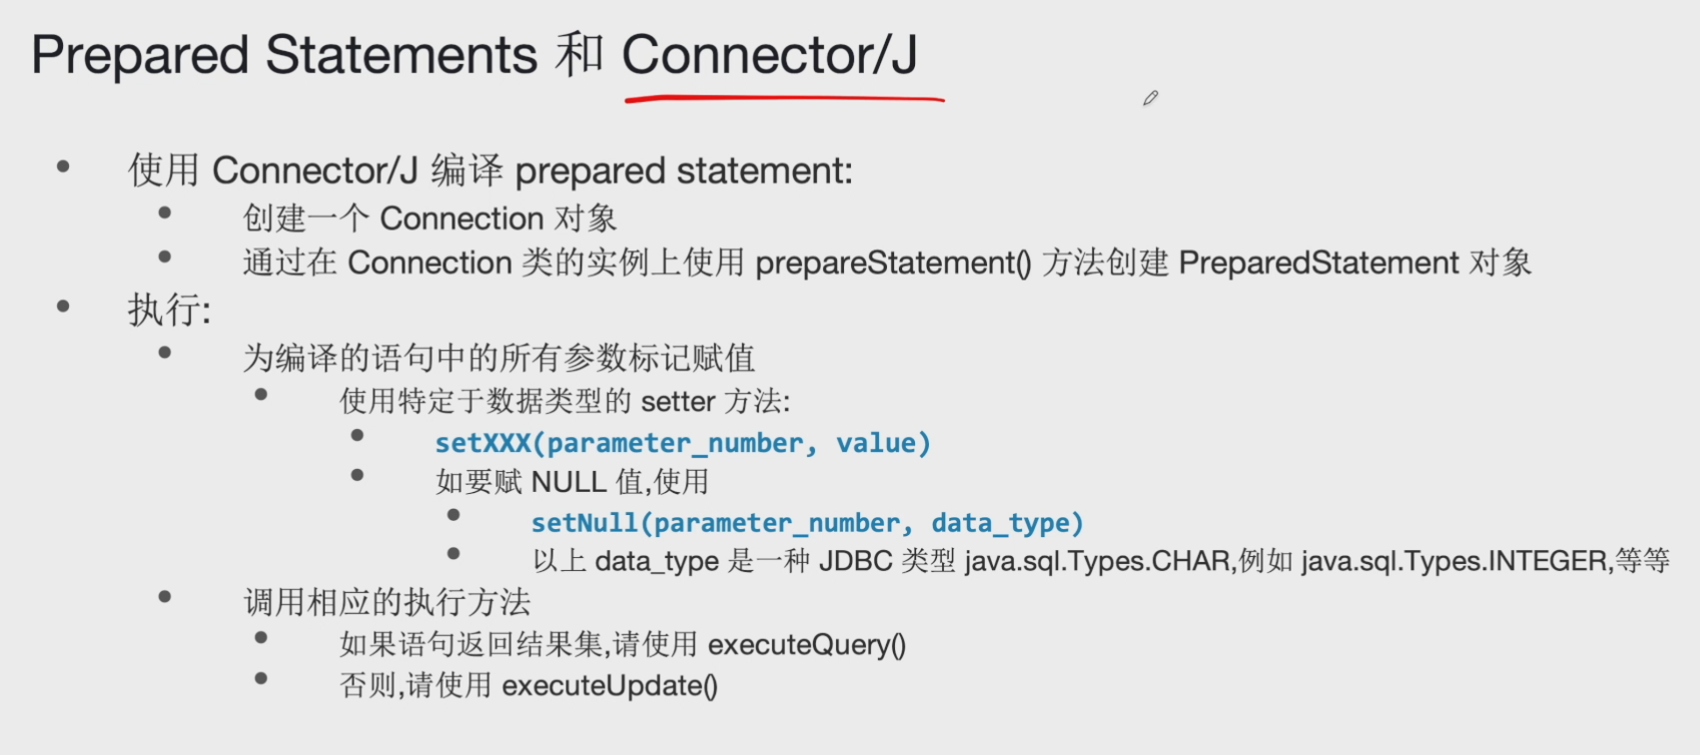 Prepared Statements 和 Connector/J
使用 Connector/J 编译 prepared statement:
创建一个 Connection 对象
通过在 Connection 类的实例上使用 prepareStatement() 方法创建 PreparedStatement 对象
执行:
为编译的语句中的所有参数标记赋值
使用特定于数据类型的 setter 方法:
setXXX(parameter_number, value)
如要赋 NULL 值,使用
setNull(parameter_number, data_type)
以上 data_type 是一种 JDBC 类型 java.sql.Types.CHAR,例如 java.sql.Types.INTEGER,等等
调用相应的执行方法
如果语句返回结果集,请使用 executeQuery()
否则,请使用 executeUpdate()